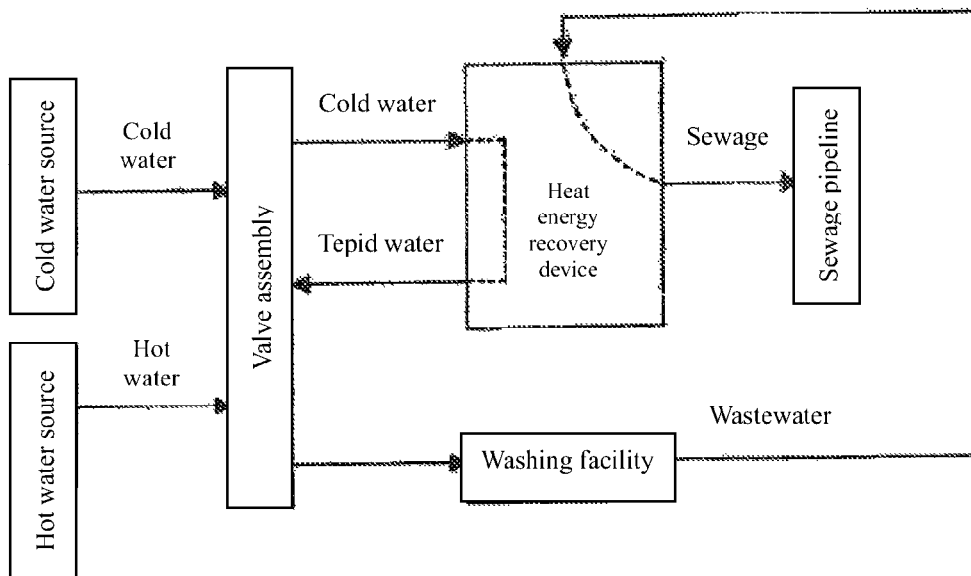 Cold water source
Cold
water
Hot water source
Hot
water
Valve assembly
Cold water
Tepid water
Heat
energy
recovery
device
Sewage
Sewage pipeline
Washing facility
Wastewater